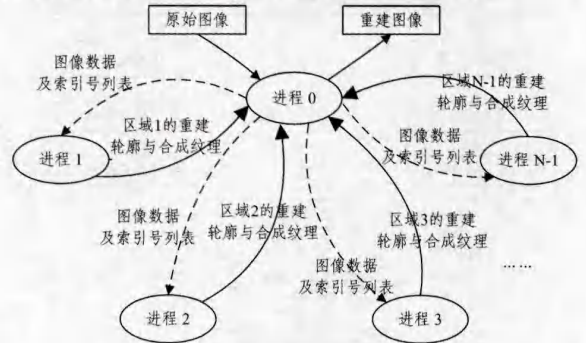 原始图像
重建图像
图像数据
及索引号列表
进程 0
区域N-1的重建
轮廓与合成纹理
区域1的重建
轮廓与合成纹理
图像数据
及索引号列表
进程 1
进程 N-1
图像数据
及索引号列表
区域2的重建
轮廓与合成纹理
区域3的重建
轮廓与合成纹理
图像数据
及索引号列表
……
进程 2
进程 3